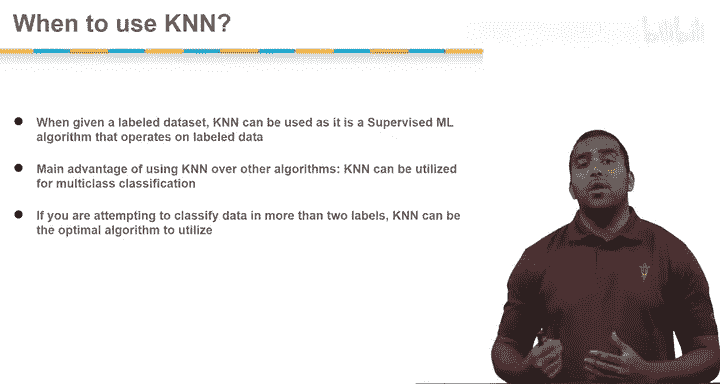 When to use KNN?
● When given a labeled dataset, KNN can be used as it is a Supervised ML
algorithm that operates on labeled data
● Main advantage of using KNN over other algorithms: KNN can be utilized
for multiclass classification
● If you are attempting to classify data in more than two labels, KNN can be
the optimal algorithm to utilize